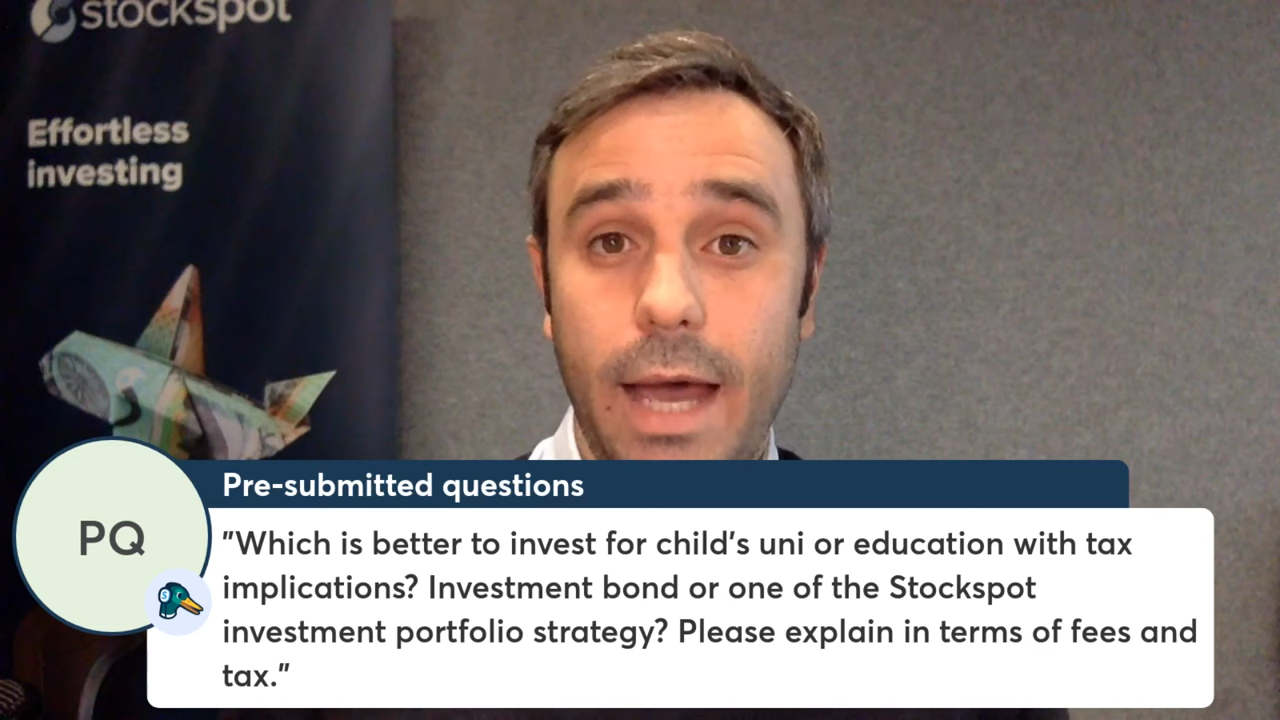 stockspot
Effortless
investing
Pre-submitted questions
PQ
"Which is better to invest for child's uni or education with tax
implications? Investment bond or one of the Stockspot
investment portfolio strategy? Please explain in terms of fees and
tax."